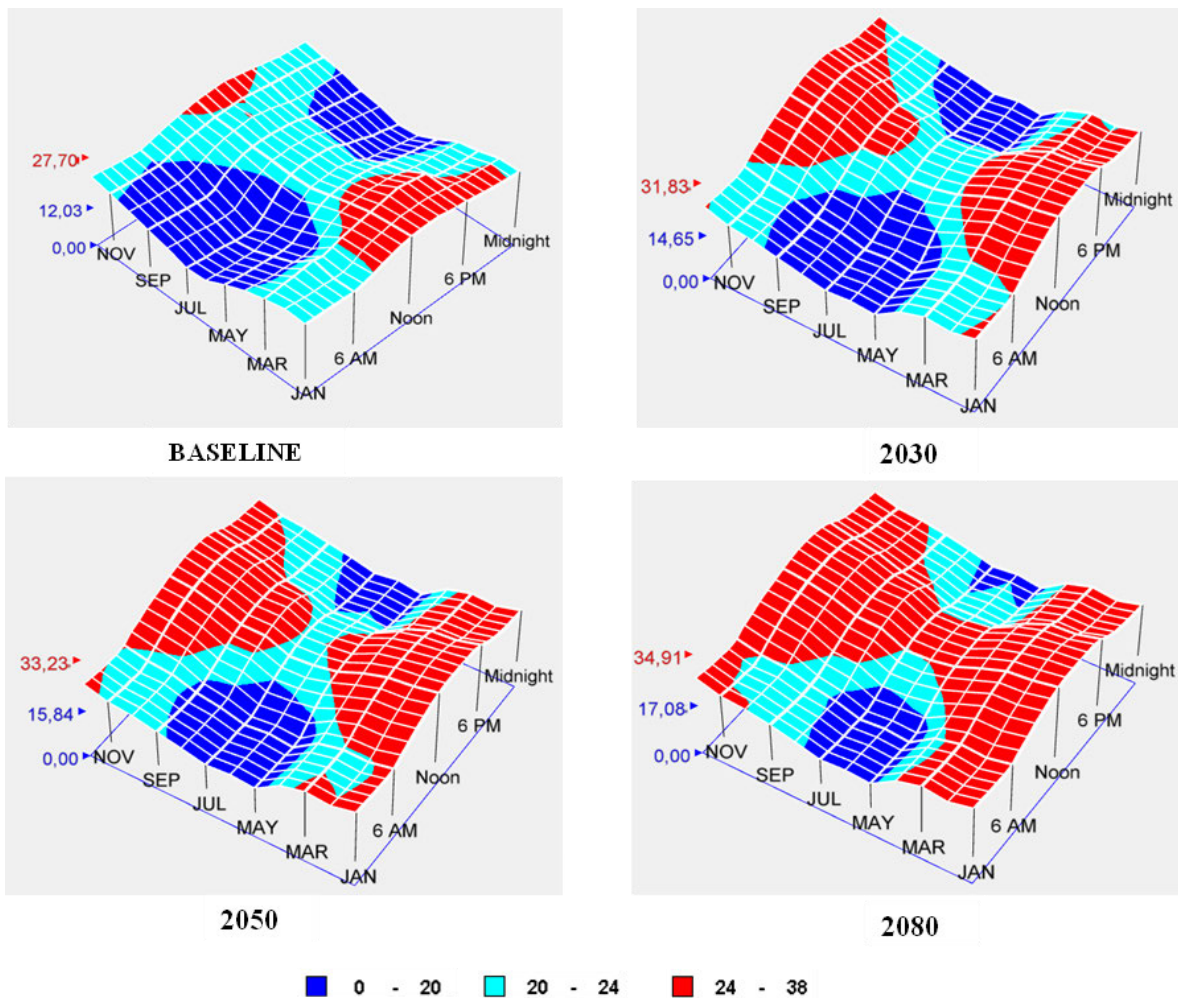 27,70
12,03
0,00
NOV
SEP
JUL
MAY
MAR
JAN
6 AM
Noon
6 PM
Midnight
BASELINE
31,83
14,65
0,00
NOV
SEP
JUL
MAY
MAR
JAN
6 AM
Noon
6 PM
Midnight
2030
33,23
15,84
0,00
NOV
SEP
JUL
MAY
MAR
JAN
6 AM
Noon
6 PM
Midnight
2050
34,91
17,08
0,00
NOV
SEP
JUL
MAY
MAR
JAN
6 AM
Noon
6 PM
Midnight
2080
0 - 20 20 - 24 24 - 38